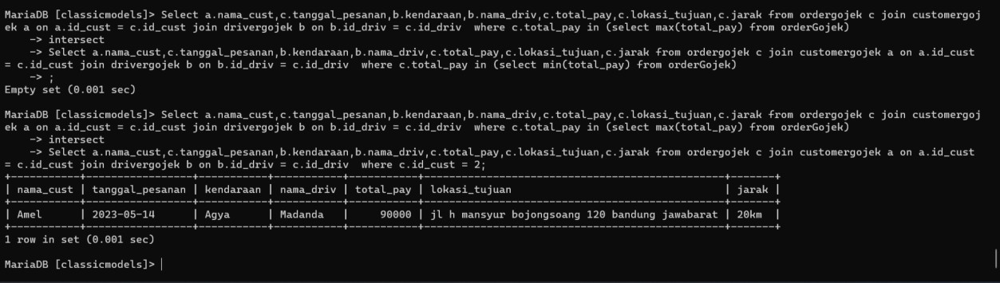 MariaDB [classicmodels]> Select a.nama_cust,c.tanggal_pesanan,b.kendaraan,b.nama_driv,c.total_pay,c.lokasi_tujuan,c.jarak from ordergojek c join customergoj
ek a on a.id_cust = c.id_cust join drivergojek b on b.id_driv = c.id_driv  where c.total_pay in (select max(total_pay) from orderGojek)
    -> intersect
    -> Select a.nama_cust,c.tanggal_pesanan,b.kendaraan,b.nama_driv,c.total_pay,c.lokasi_tujuan,c.jarak from ordergojek c join customergojek a on a.id_cust
= c.id_cust join drivergojek b on b.id_driv = c.id_driv  where c.total_pay in (select min(total_pay) from orderGojek)
    -> ;
Empty set (0.001 sec)
MariaDB [classicmodels]> Select a.nama_cust,c.tanggal_pesanan,b.kendaraan,b.nama_driv,c.total_pay,c.lokasi_tujuan,c.jarak from ordergojek c join customergoj
ek a on a.id_cust = c.id_cust join drivergojek b on b.id_driv = c.id_driv  where c.total_pay in (select max(total_pay) from orderGojek)
    -> intersect
    -> Select a.nama_cust,c.tanggal_pesanan,b.kendaraan,b.nama_driv,c.total_pay,c.lokasi_tujuan,c.jarak from ordergojek c join customergojek a on a.id_cust
= c.id_cust join drivergojek b on b.id_driv = c.id_driv  where c.id_cust = 2;
| nama_cust | tanggal_pesanan | kendaraan | nama_driv | total_pay | lokasi_tujuan | jarak |
| Amel | 2023-05-14 | Agya | Madanda | 90000 | jl h mansyur bojongsoang 120 bandung jawabarat | 20km |
1 row in set (0.001 sec)
MariaDB [classicmodels]>